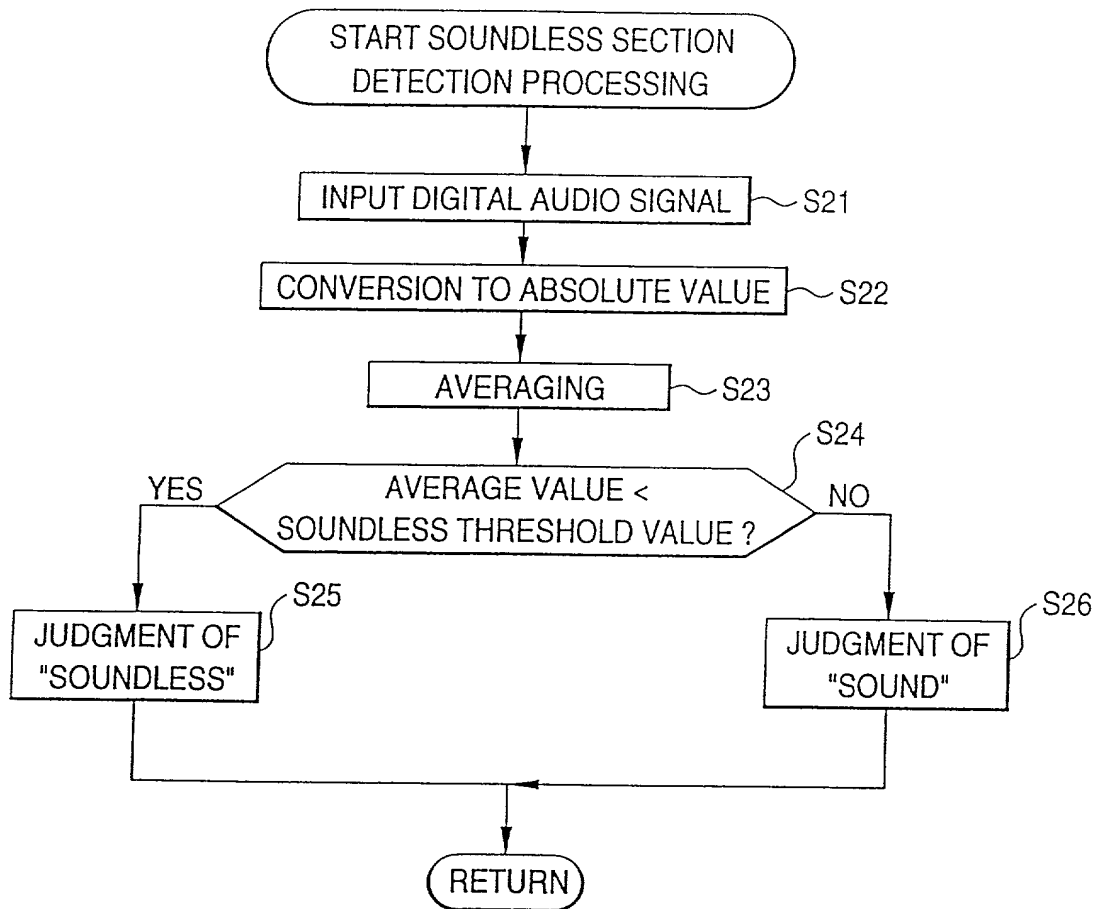 START SOUNDLESS SECTION
DETECTION PROCESSING
INPUT DIGITAL AUDIO SIGNAL
S21
CONVERSION TO ABSOLUTE VALUE
S22
AVERAGING
S23
S24
YES
AVERAGE VALUE <
SOUNDLESS THRESHOLD VALUE ?
NO
S25
JUDGMENT OF
"SOUNDLESS"
S26
JUDGMENT OF
"SOUND"
RETURN